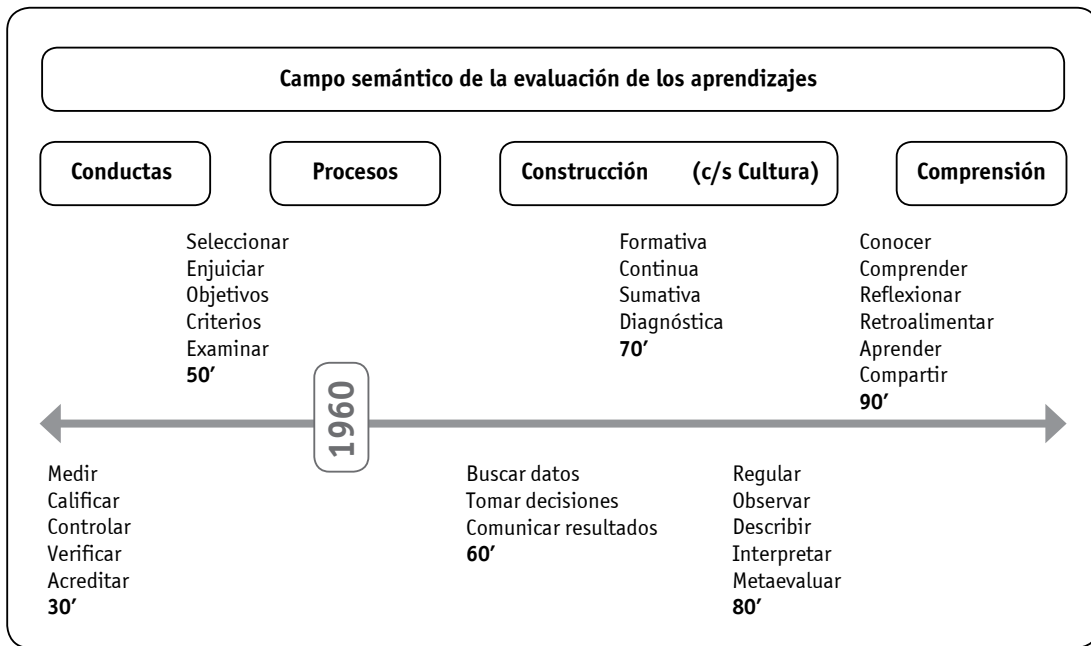 Campo semántico de la evaluación de los aprendizajes
Conductas
Procesos
Construcción (c/s Cultura)
Comprensión
Seleccionar
Enjuiciar
Objetivos
Criterios
Examinar
50’
Formativa
Continua
Sumativa
Diagnóstica
70’
Conocer
Comprender
Reflexionar
Retroalimentar
Aprender
Compartir
90’
1960
Medir
Calificar
Controlar
Verificar
Acreditar
30’
Buscar datos
Tomar decisiones
Comunicar resultados
60’
Regular
Observar
Describir
Interpretar
Metaevaluar
80’